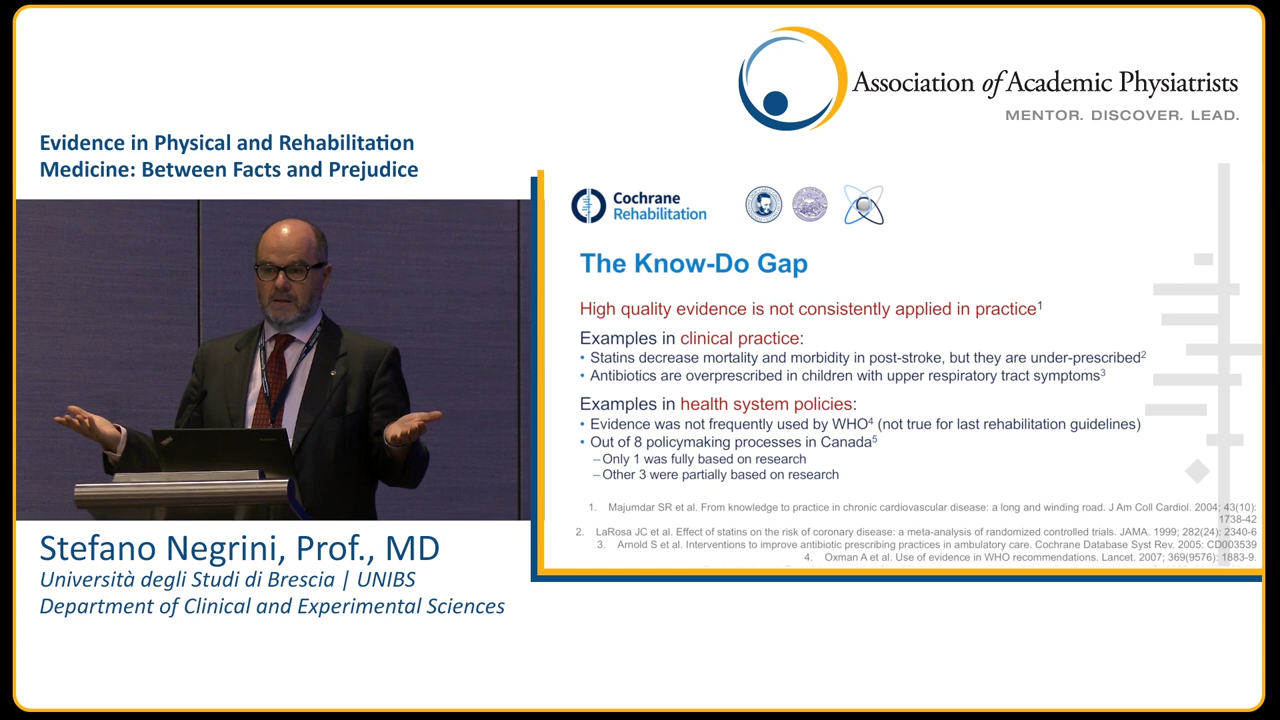 Association of Academic Physiatrists
MENTOR. DISCOVER. LEAD.
Evidence in Physical and Rehabilitation
Medicine: Between Facts and Prejudice
Cochrane
Rehabilitation
The Know-Do Gap
High quality evidence is not consistently applied in practice¹
Examples in clinical practice:
• Statins decrease mortality and morbidity in post-stroke, but they are under-prescribed²
• Antibiotics are overprescribed in children with upper respiratory tract symptoms³
Examples in health system policies:
• Evidence was not frequently used by WHO⁴ (not true for last rehabilitation guidelines)
• Out of 8 policymaking processes in Canada⁵
– Only 1 was fully based on research
– Other 3 were partially based on research
1. Majumdar SR et al. From knowledge to practice in chronic cardiovascular disease: a long and winding road. J Am Coll Cardiol. 2004; 43(10):
1738-42
2. LaRosa JC et al. Effect of statins on the risk of coronary disease: a meta-analysis of randomized controlled trials. JAMA. 1999; 282(24): 2340-6
3. Arnold S et al. Interventions to improve antibiotic prescribing practices in ambulatory care. Cochrane Database Syst Rev. 2005: CD003539
4. Oxman A et al. Use of evidence in WHO recommendations. Lancet. 2007; 369(9576): 1883-9.
Stefano Negrini, Prof., MD
Università degli Studi di Brescia | UNIBS
Department of Clinical and Experimental Sciences